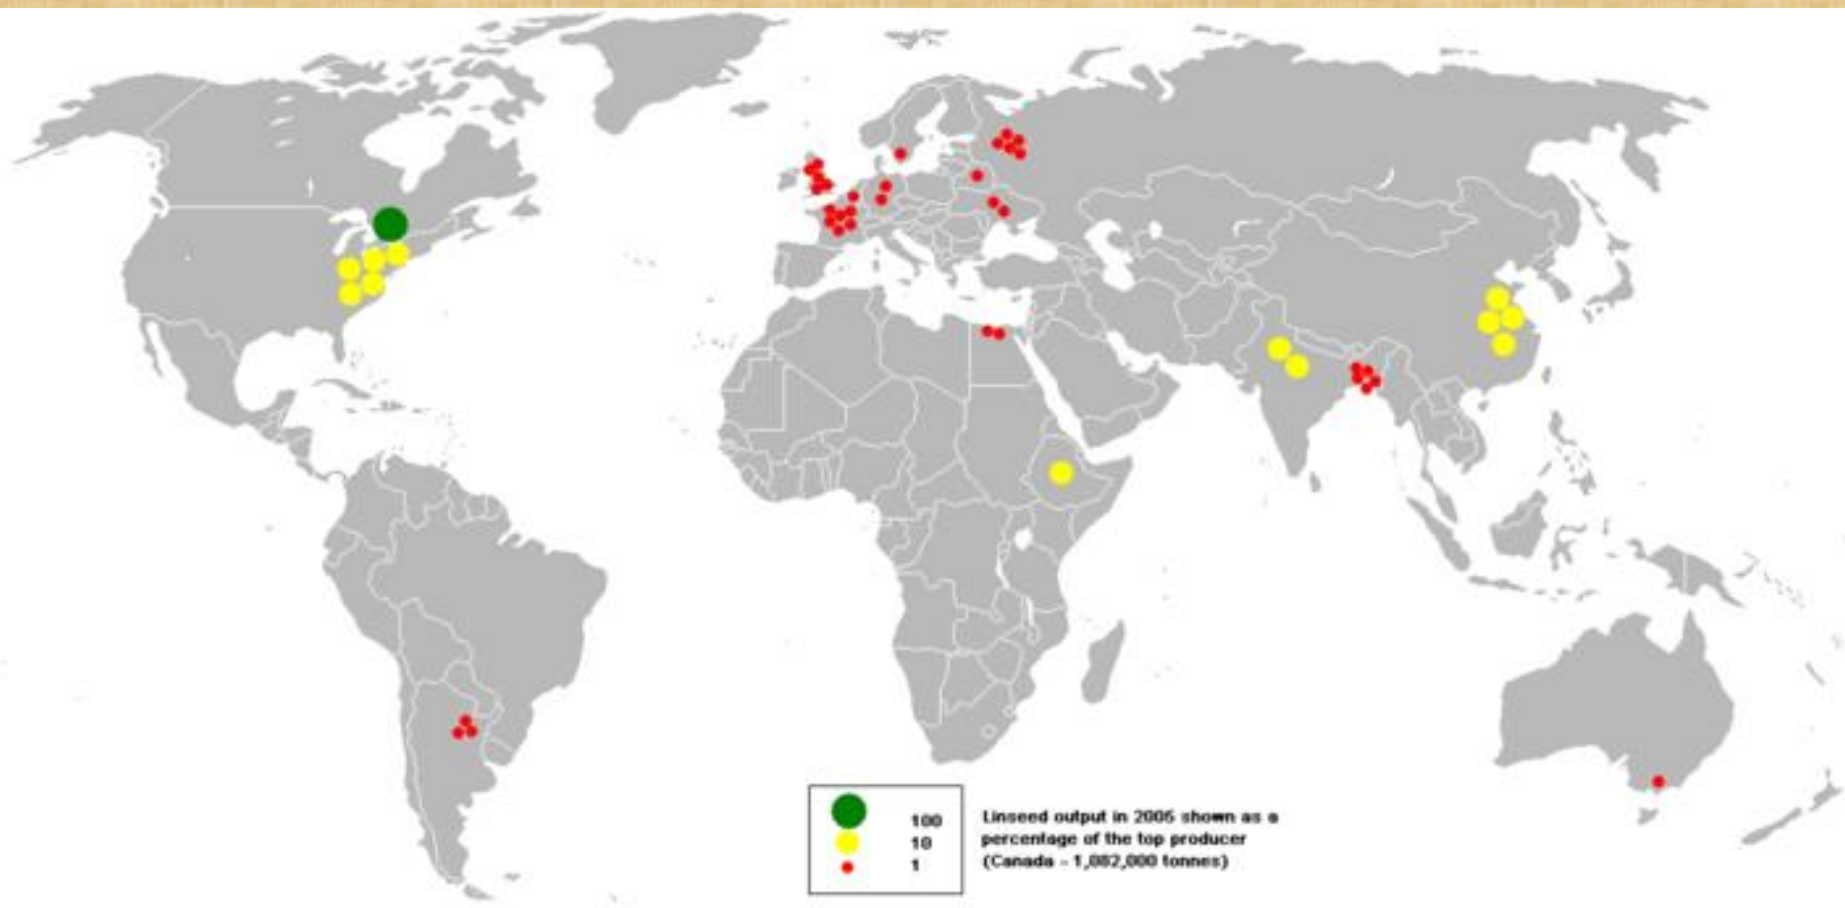 100
10
1
Linseed output in 2005 shown as a
percentage of the top producer
(Canada - 1,082,000 tonnes)